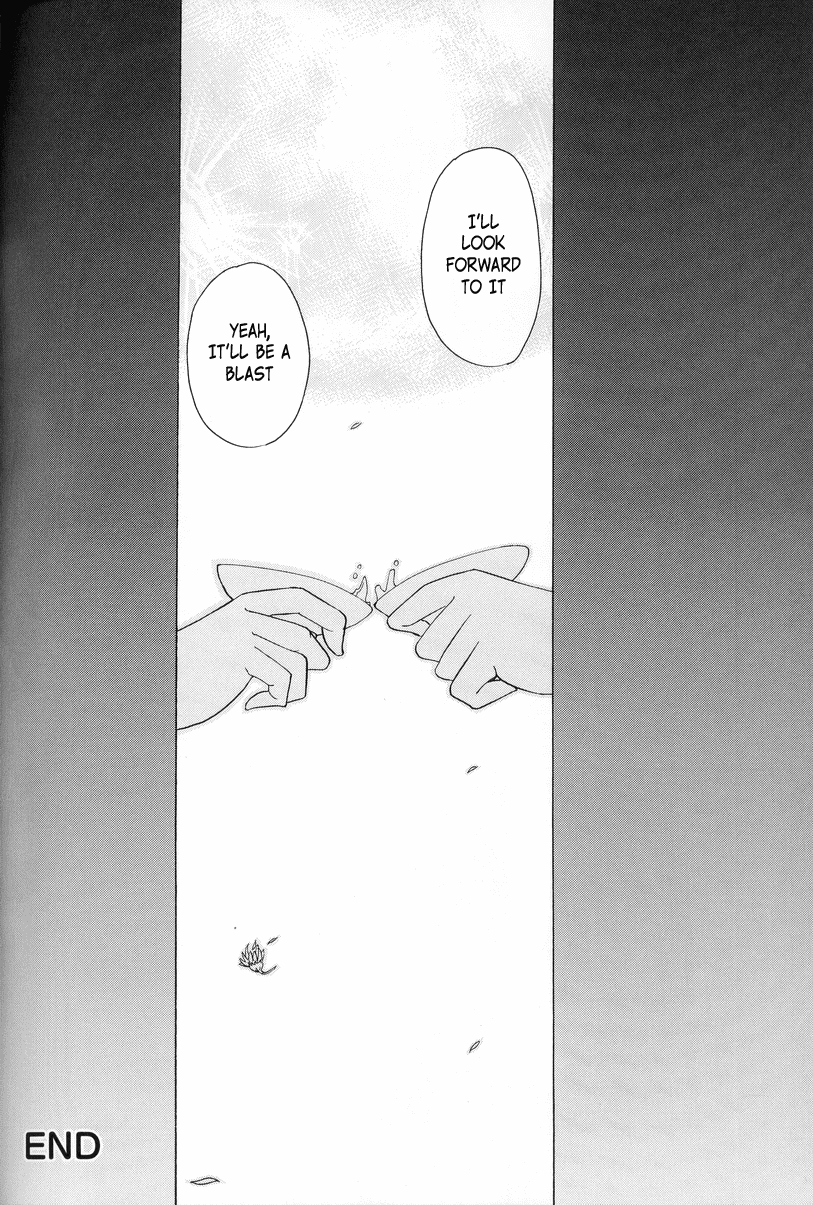 I'LL
LOOK
FORWARD
TO IT
YEAH,
IT'LL BE A
BLAST
END